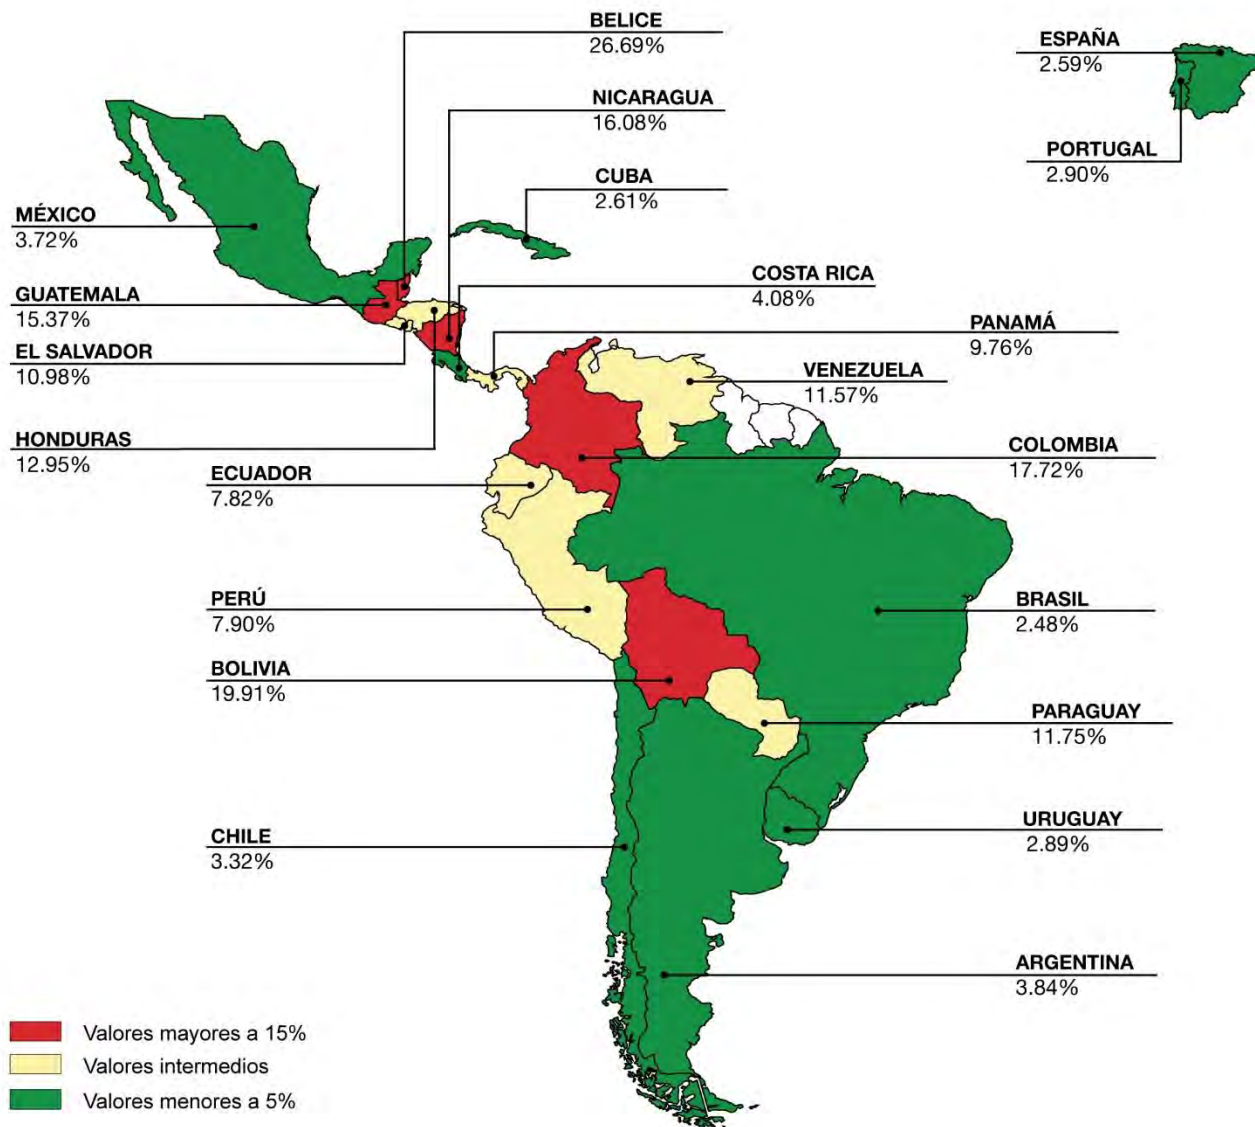 BELICE
26.69%
ESPAÑA
2.59%
NICARAGUA
16.08%
PORTUGAL
2.90%
CUBA
2.61%
MÉXICO
3.72%
COSTA RICA
4.08%
GUATEMALA
15.37%
PANAMÁ
9.76%
EL SALVADOR
10.98%
VENEZUELA
11.57%
HONDURAS
12.95%
COLOMBIA
17.72%
ECUADOR
7.82%
PERÚ
7.90%
BRASIL
2.48%
BOLIVIA
19.91%
PARAGUAY
11.75%
CHILE
3.32%
URUGUAY
2.89%
ARGENTINA
3.84%
Valores mayores a 15%
Valores intermedios
Valores menores a 5%